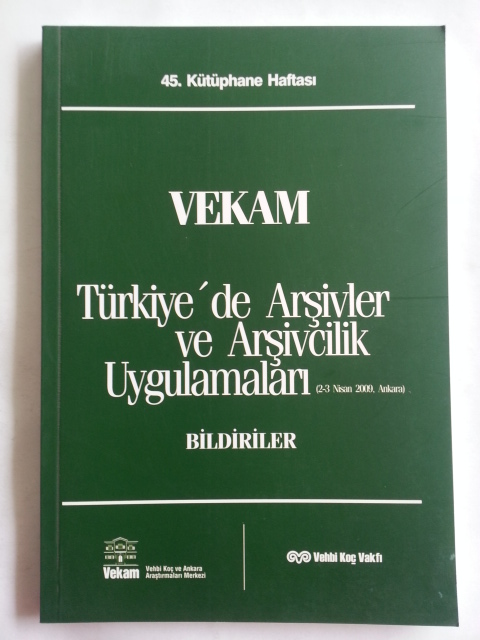 45. Kütüphane Haftası
VEKAM
Türkiye´de Arşivler
ve Arşivcilik
Uygulamaları (2-3 Nisan 2009, Ankara)
BİLDİRİLER
Vekam
Vehbi Koç ve Ankara
Araştırmaları Merkezi
Vehbi Koç Vakfı